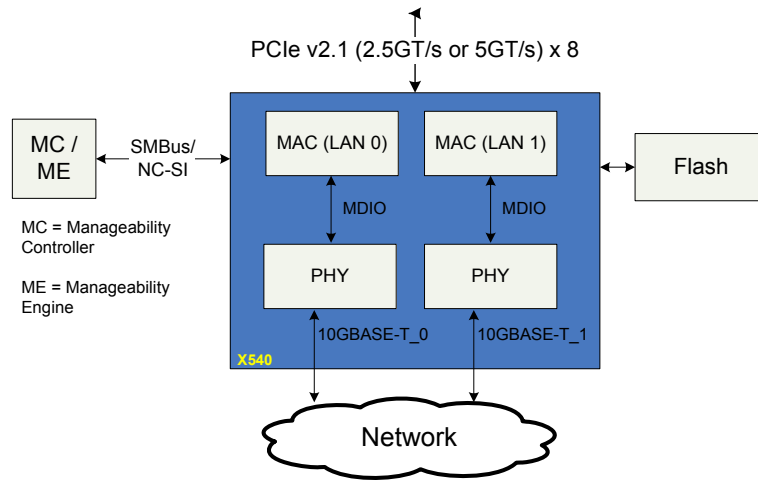 PCIe v2.1 (2.5GT/s or 5GT/s) x 8
MC /
ME
SMBus/
NC-SI
MAC (LAN 0)
MAC (LAN 1)
Flash
MDIO
MDIO
MC = Manageability
Controller
ME = Manageability
Engine
PHY
PHY
10GBASE-T_0
10GBASE-T_1
X540
Network